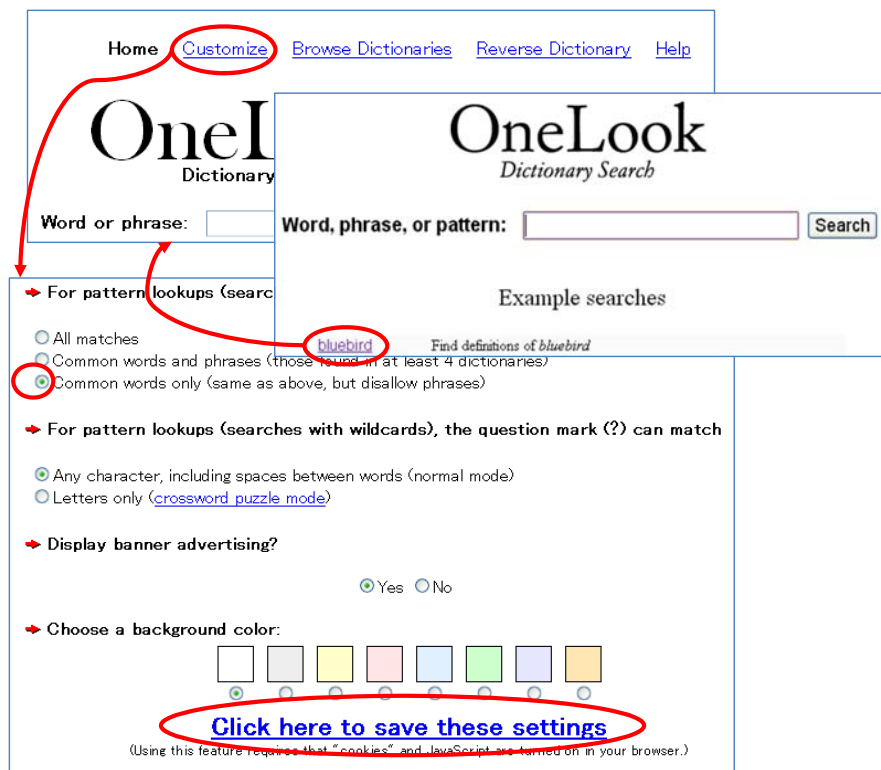 Home Customize Browse Dictionaries Reverse Dictionary Help
OneL
Dictionary
Word or phrase:
OneLook
Dictionary Search
Word, phrase, or pattern: Search
Example searches
bluebird Find definitions of bluebird
For pattern lookups (searc
All matches
Common words and phrases (those found in at least 4 dictionaries)
Common words only (same as above, but disallow phrases)
For pattern lookups (searches with wildcards), the question mark (?) can match
Any character, including spaces between words (normal mode)
Letters only (crossword puzzle mode)
Display banner advertising?
Yes No
Choose a background color:
Click here to save these settings
(Using this feature requires that "cookies" and JavaScript are turned on in your browser.)